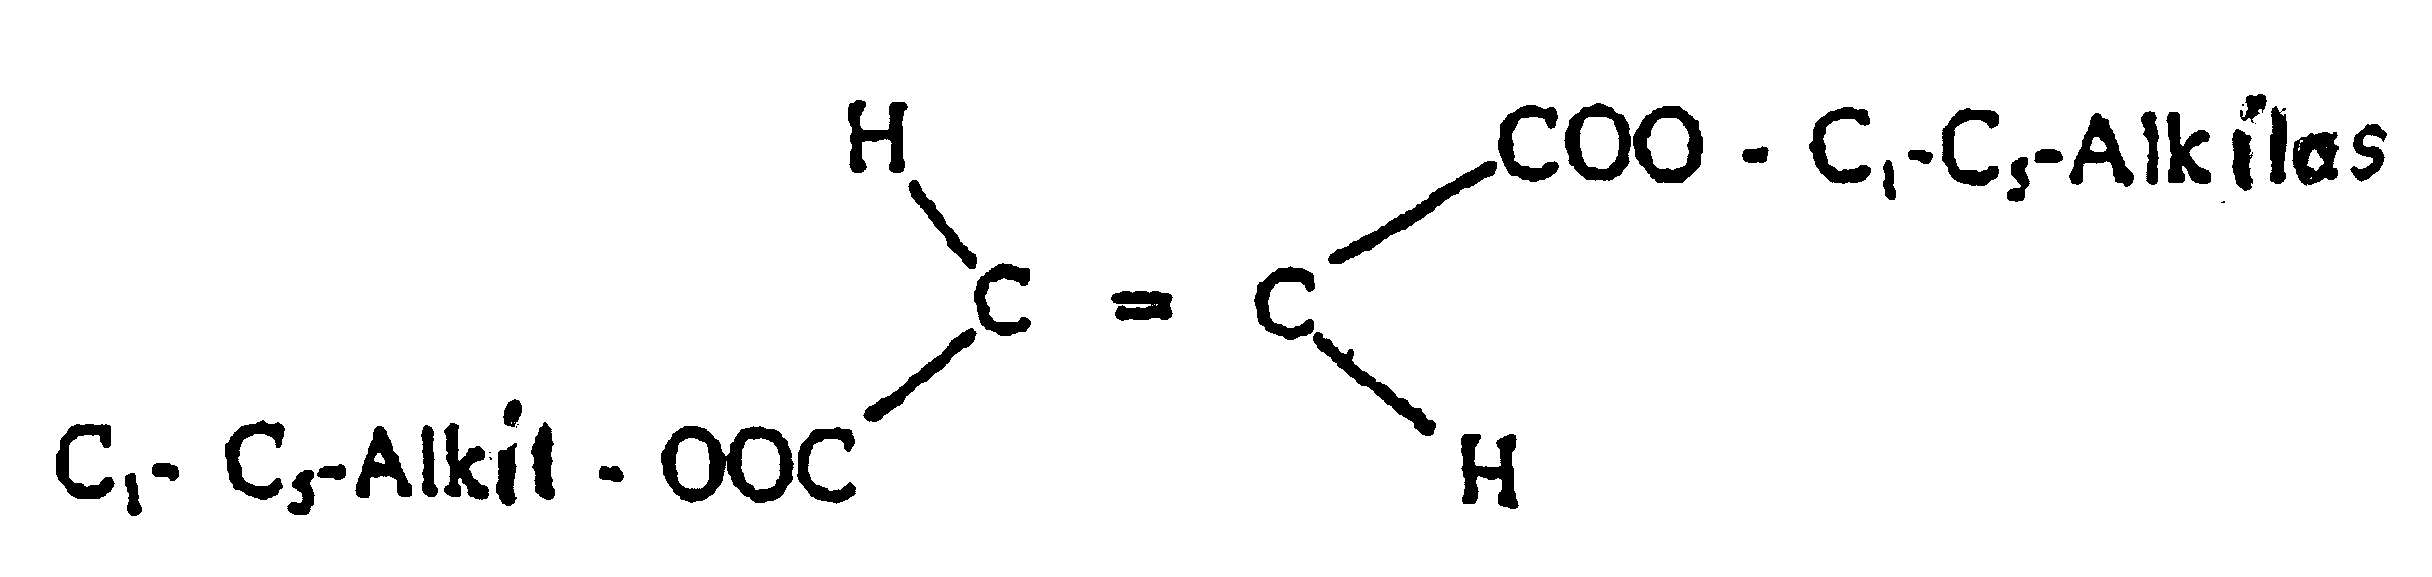 H COO - C₁-C₅-Alkilas
C = C
C₁- C₅-Alkil - OOC H